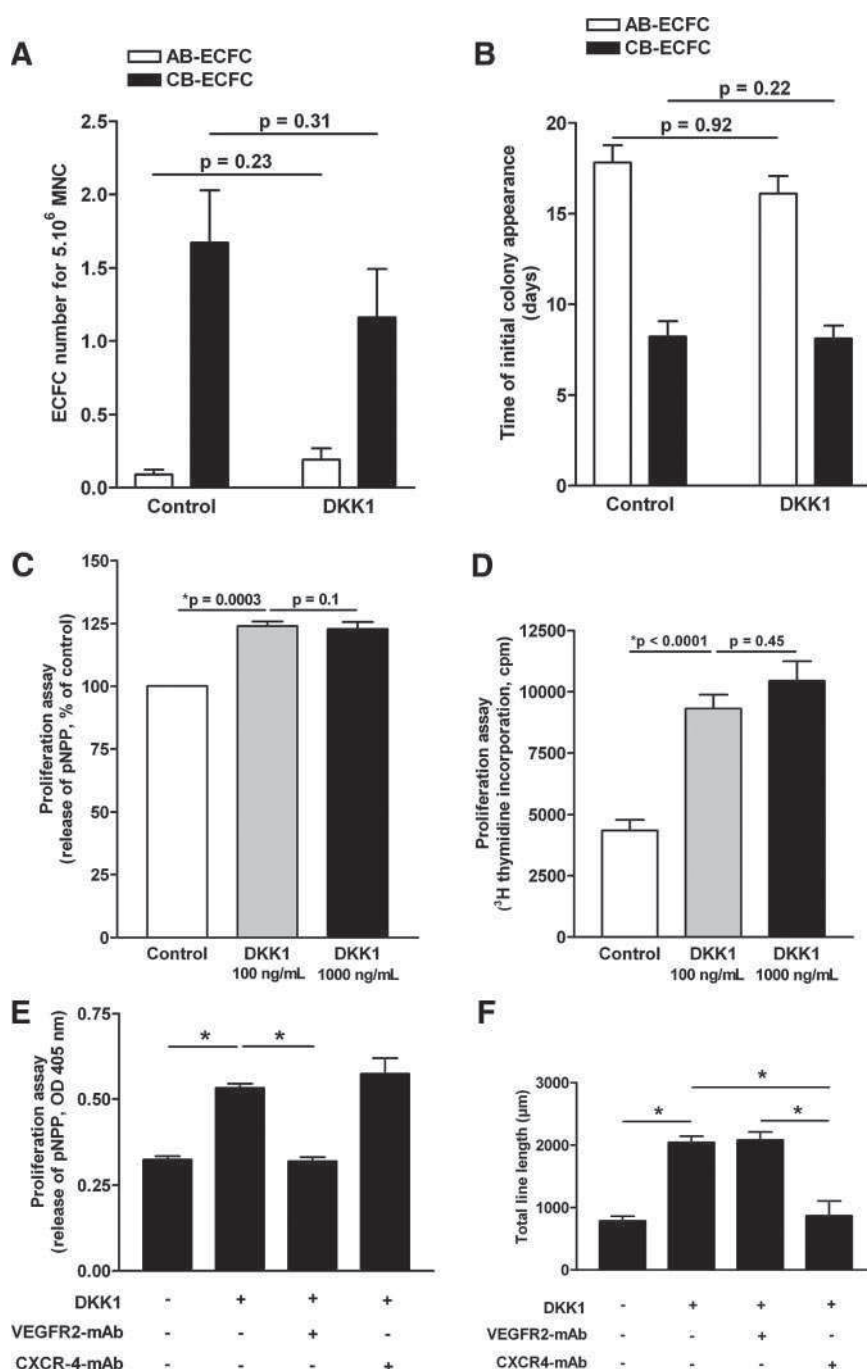 A
AB-ECFC
CB-ECFC
ECFC number for 5.10⁶ MNC
2.5
2.0
1.5
1.0
0.5
0.0
p = 0.31
p = 0.23
Control
DKK1
B
AB-ECFC
CB-ECFC
Time of initial colony appearance
(days)
20
15
10
5
0
p = 0.22
p = 0.92
Control
DKK1
C
Proliferation assay
(release of pNPP, % of control)
150
125
100
75
50
25
0
*p = 0.0003
p = 0.1
Control
DKK1
100 ng/mL
DKK1
1000 ng/mL
D
Proliferation assay
(³H thymidine incorporation, cpm)
12500
10000
7500
5000
2500
0
*p < 0.0001
p = 0.45
Control
DKK1
100 ng/mL
DKK1
1000 ng/mL
E
Proliferation assay
(release of pNPP, OD 405 nm)
0.75
0.50
0.25
0.00
*
*
DKK1 - + + +
VEGFR2-mAb - - + -
CXCR-4-mAb - - - +
F
Total line length (µm)
3000
2000
1000
0
*
*
*
DKK1 - + + +
VEGFR2-mAb - - + -
CXCR4-mAb - - - +